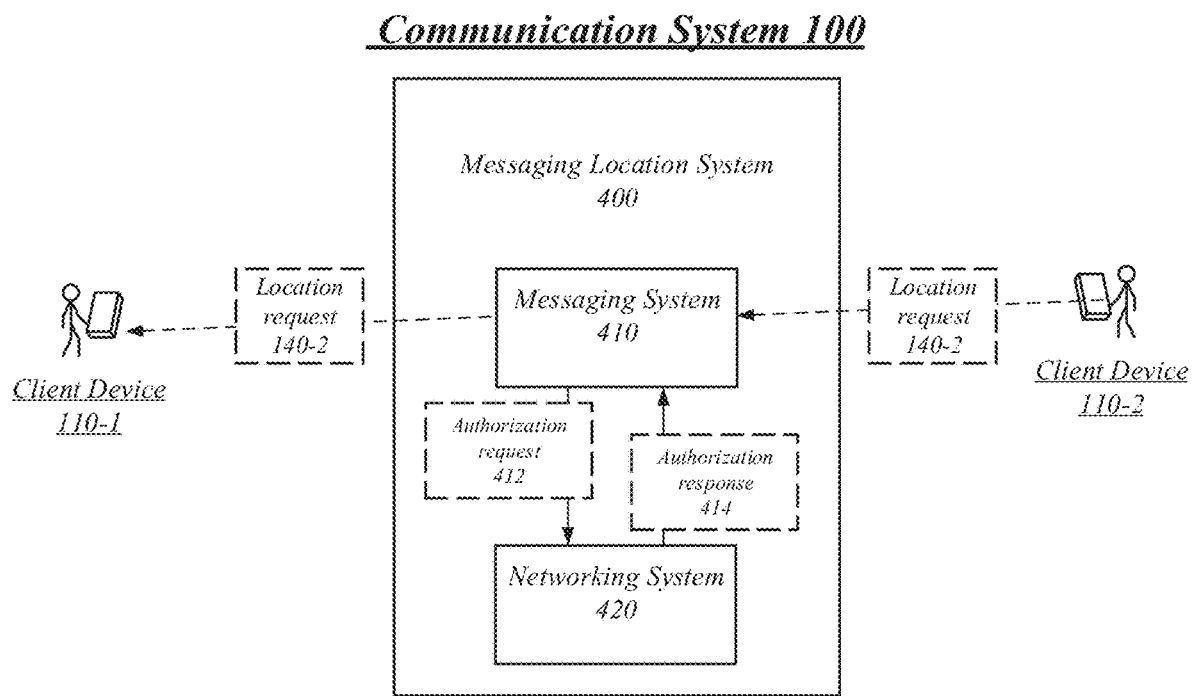 Communication System 100
Messaging Location System
400
Location
request
140-2
Messaging System
410
Location
request
140-2
Client Device
110-1
Client Device
110-2
Authorization
request
412
Authorization
response
414
Networking System
420